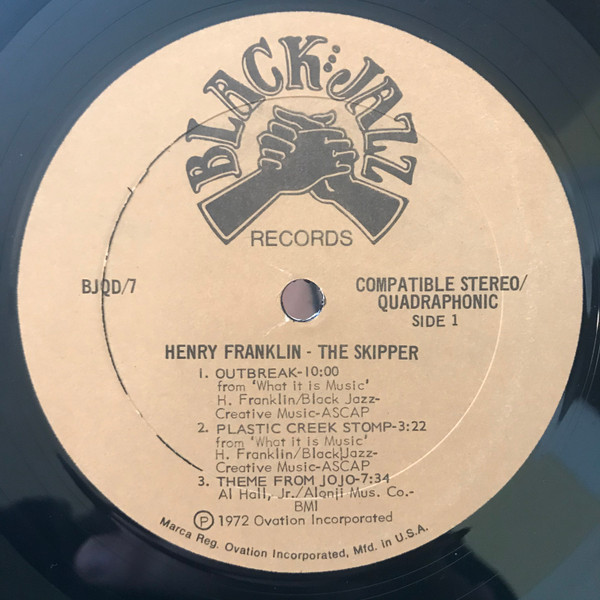 BLACK JAZZ
RECORDS
BJQD/7
COMPATIBLE STEREO/
QUADRAPHONIC
SIDE 1
HENRY FRANKLIN - THE SKIPPER
1. OUTBREAK-10:00
from 'What it is Music'
H. Franklin/Black Jazz-
Creative Music-ASCAP
2. PLASTIC CREEK STOMP-3:22
from 'What it is Music'
H. Franklin/Black Jazz-
Creative Music-ASCAP
3. THEME FROM JOJO-7:34
Al Hall, Jr./Alonji Mus. Co.-
BMI
℗ 1972 Ovation Incorporated
Marca Reg. Ovation Incorporated, Mfd. in U.S.A.